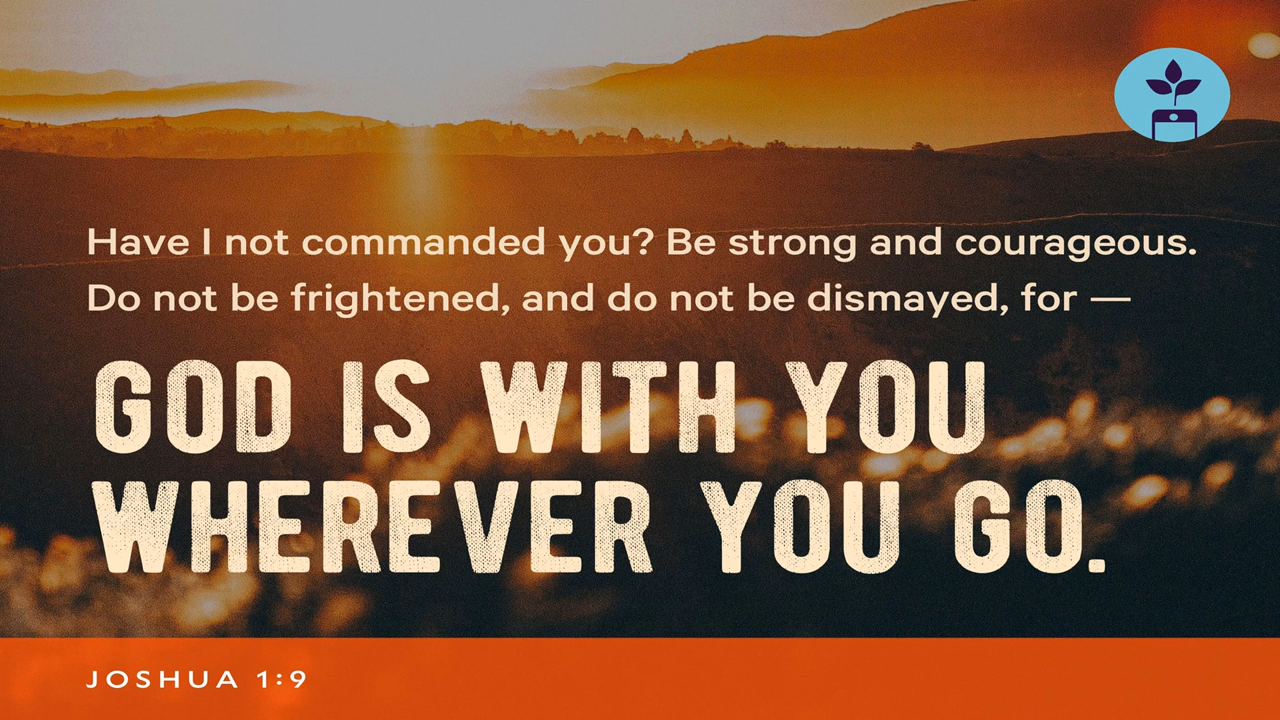 Have I not commanded you? Be strong and courageous.
Do not be frightened, and do not be dismayed, for —
GOD IS WITH YOU
WHEREVER YOU GO.
JOSHUA 1:9